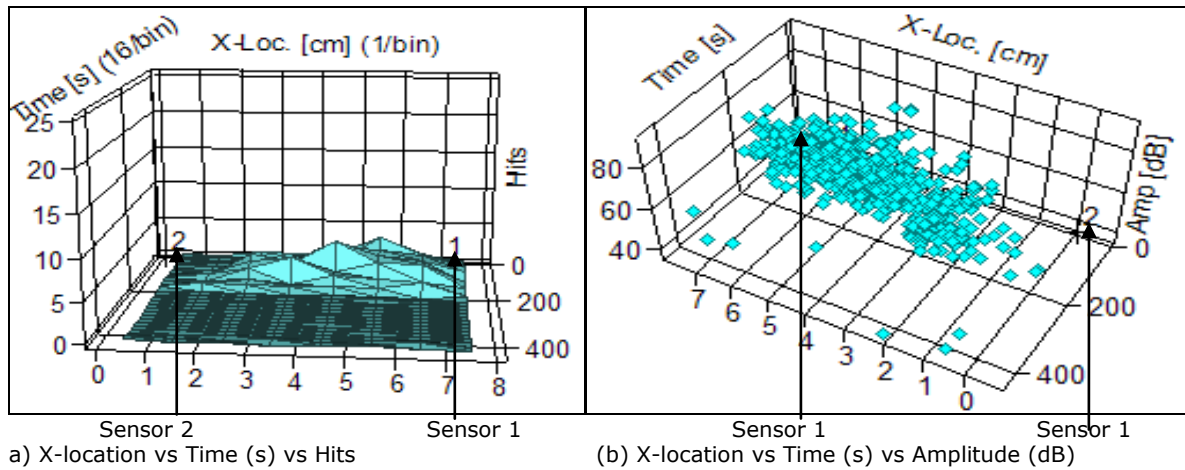 Time [s] (16/bin)
X-Loc. [cm] (1/bin)
25
20
15
10
5
0
2
1
Hits
0
200
400
0 1 2 3 4 5 6 7 8
Sensor 2 Sensor 1
a) X-location vs Time (s) vs Hits
Time [s]
X-Loc. [cm]
80
60
40
2
Amp [dB]
0
200
400
7 6 5 4 3 2 1 0
Sensor 1 Sensor 1
(b) X-location vs Time (s) vs Amplitude (dB)